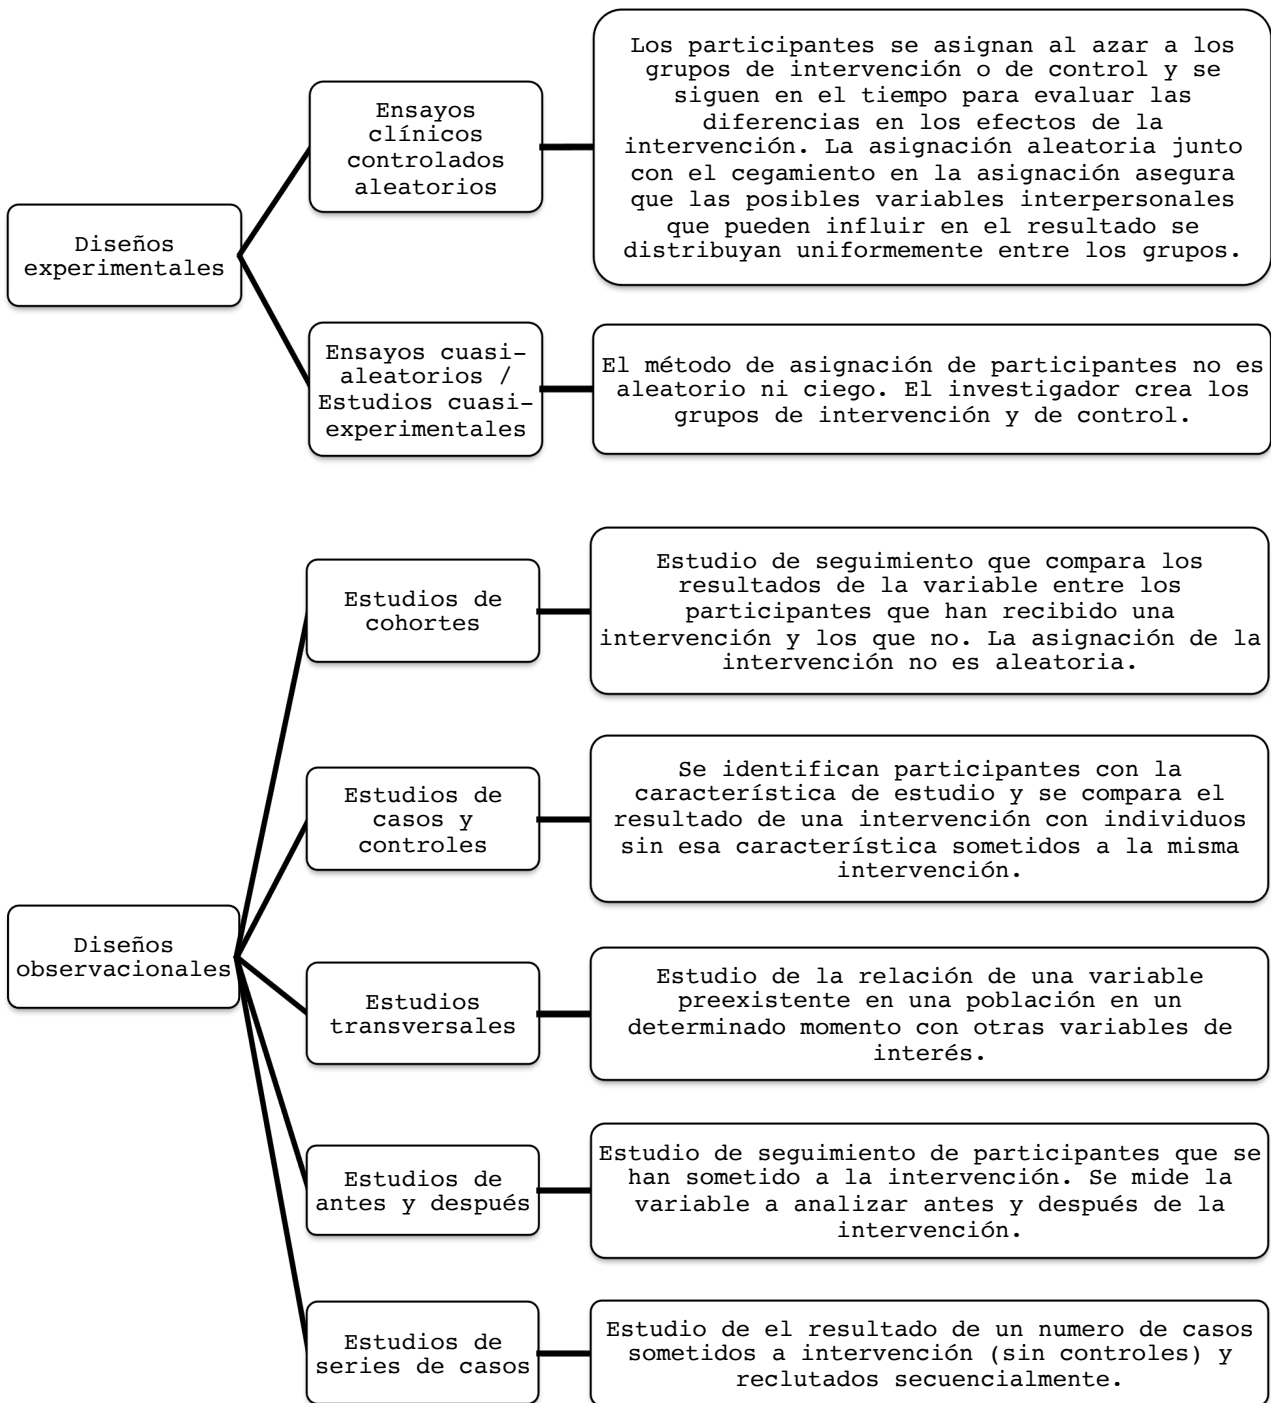 Diseños
experimentales
Ensayos
clínicos
controlados
aleatorios
Los participantes se asignan al azar a los
grupos de intervención o de control y se
siguen en el tiempo para evaluar las
diferencias en los efectos de la
intervención. La asignación aleatoria junto
con el cegamiento en la asignación asegura
que las posibles variables interpersonales
que pueden influir en el resultado se
distribuyan uniformemente entre los grupos.
Ensayos cuasi-
aleatorios /
Estudios cuasi-
experimentales
El método de asignación de participantes no es
aleatorio ni ciego. El investigador crea los
grupos de intervención y de control.
Diseños
observacionales
Estudios de
cohortes
Estudio de seguimiento que compara los
resultados de la variable entre los
participantes que han recibido una
intervención y los que no. La asignación de la
intervención no es aleatoria.
Estudios de
casos y
controles
Se identifican participantes con la
característica de estudio y se compara el
resultado de una intervención con individuos
sin esa característica sometidos a la misma
intervención.
Estudios
transversales
Estudio de la relación de una variable
preexistente en una población en un
determinado momento con otras variables de
interés.
Estudios de
antes y después
Estudio de seguimiento de participantes que se
han sometido a la intervención. Se mide la
variable a analizar antes y después de la
intervención.
Estudios de
series de casos
Estudio de el resultado de un numero de casos
sometidos a intervención (sin controles) y
reclutados secuencialmente.